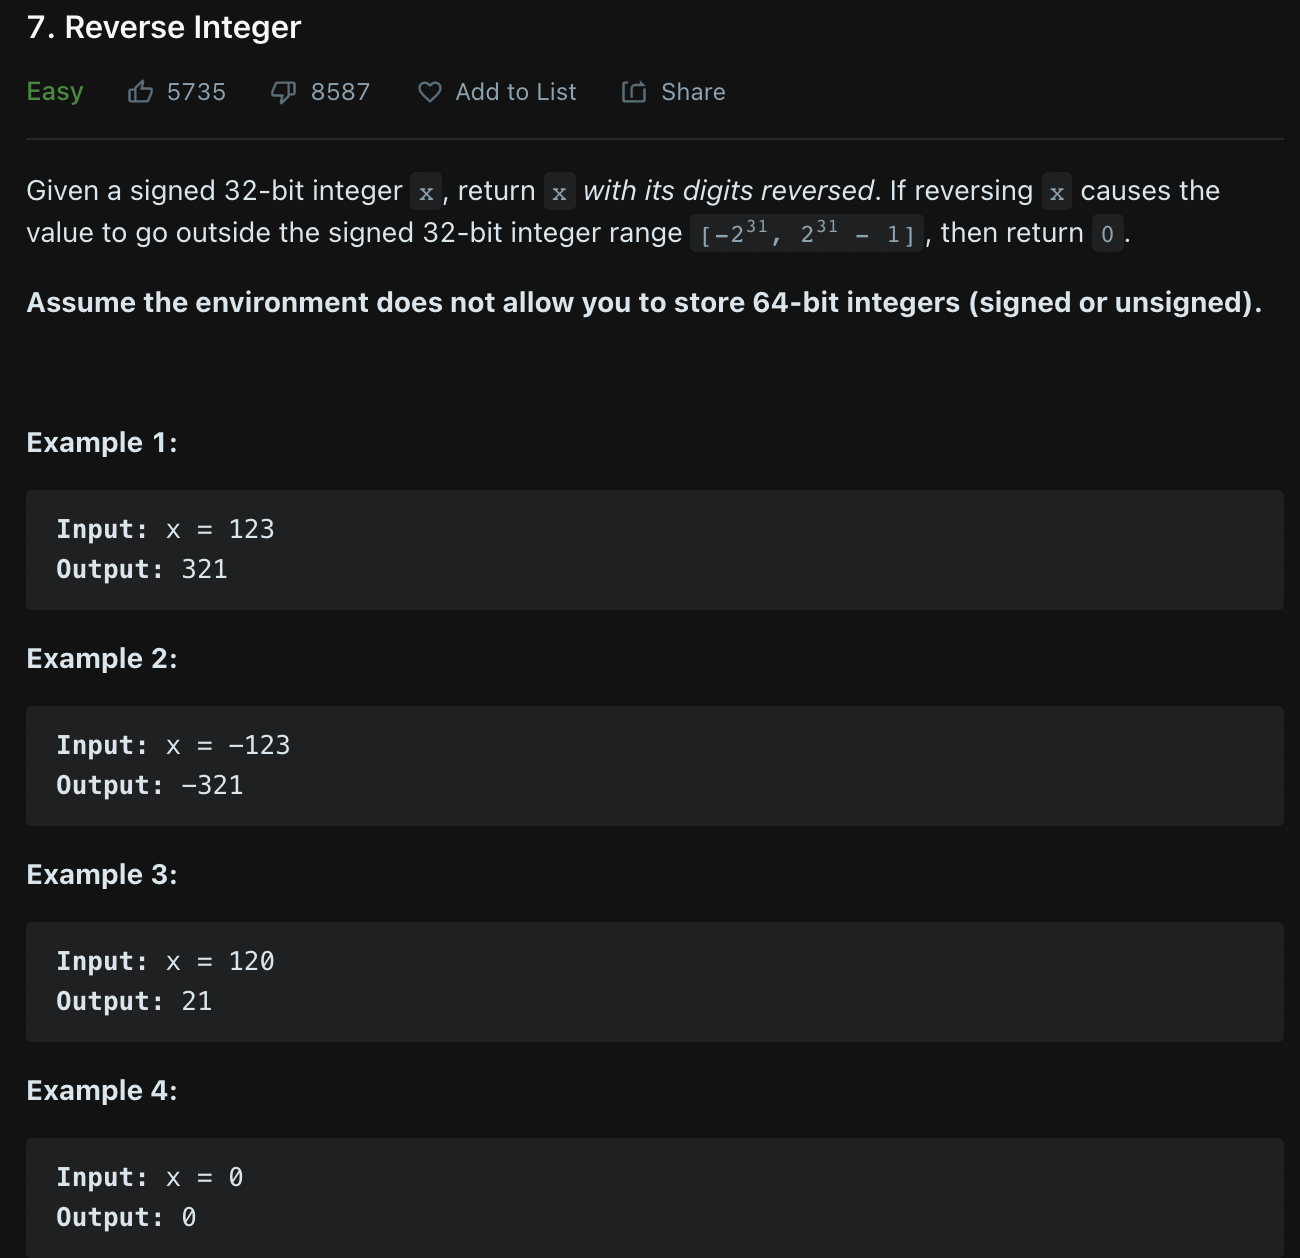 7. Reverse Integer
Easy 5735 8587 Add to List Share
Given a signed 32-bit integer x, return x with its digits reversed. If reversing x causes the
value to go outside the signed 32-bit integer range [-2³¹, 2³¹ - 1], then return 0.
Assume the environment does not allow you to store 64-bit integers (signed or unsigned).
Example 1:
Input: x = 123
Output: 321
Example 2:
Input: x = -123
Output: -321
Example 3:
Input: x = 120
Output: 21
Example 4:
Input: x = 0
Output: 0